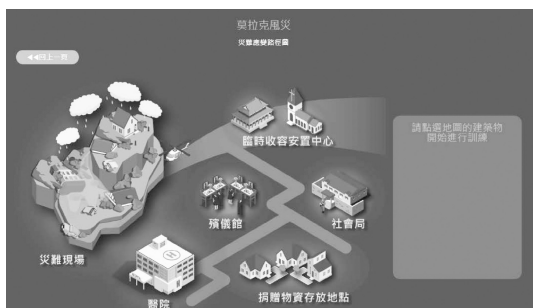 莫拉克風災
災難應變路徑圖
◀◀回上一頁
請點選地圖的建築物
開始進行訓練
臨時收容安置中心
殯儀館
社會局
災難現場
醫院
捐贈物資存放地點
H